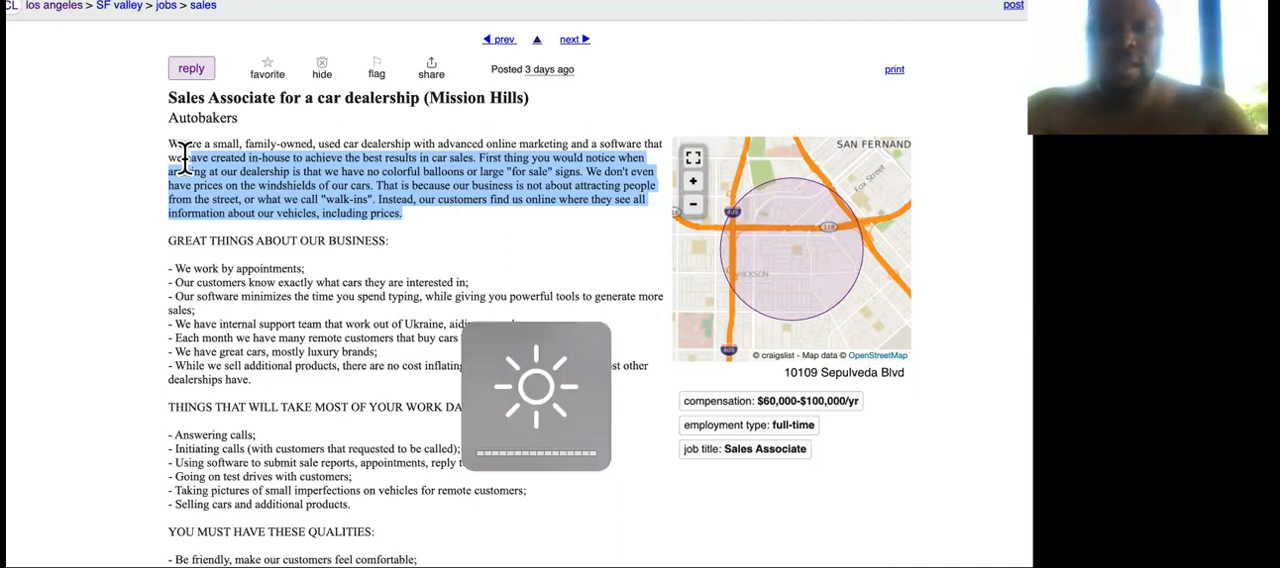 CL los angeles > SF valley > jobs > sales
post
◀ prev ▲ next ▶
reply
favorite
hide
flag
share
Posted 3 days ago
print
Sales Associate for a car dealership (Mission Hills)
Autobakers
We are a small, family-owned, used car dealership with advanced online marketing and a software that
we have created in-house to achieve the best results in car sales. First thing you would notice when
arriving at our dealership is that we have no colorful balloons or large "for sale" signs. We don't even
have prices on the windshields of our cars. That is because our business is not about attracting people
from the street, or what we call "walk-ins". Instead, our customers find us online where they see all
information about our vehicles, including prices.
GREAT THINGS ABOUT OUR BUSINESS:
- We work by appointments;
- Our customers know exactly what cars they are interested in;
- Our software minimizes the time you spend typing, while giving you powerful tools to generate more
sales;
- We have internal support team that work out of Ukraine,
- Each month we have many remote customers that buy cars
- We have great cars, mostly luxury brands;
- While we sell additional products, there are no cost other
dealerships have.
THINGS THAT WILL TAKE MOST OF YOUR WORK
- Answering calls;
- Initiating calls (with customers that requested to be called);
- Using software to submit sale reports, appointments, reply
- Going on test drives with customers;
- Taking pictures of small imperfections on vehicles for remote customers;
- Selling cars and additional products.
YOU MUST HAVE THESE QUALITIES:
- Be friendly, make our customers feel comfortable;
SAN FERNAND
Fox Street
+
−
405
118
405
© craigslist - Map data © OpenStreetMap
10109 Sepulveda Blvd
compensation: $60,000-$100,000/yr
employment type: full-time
job title: Sales Associate